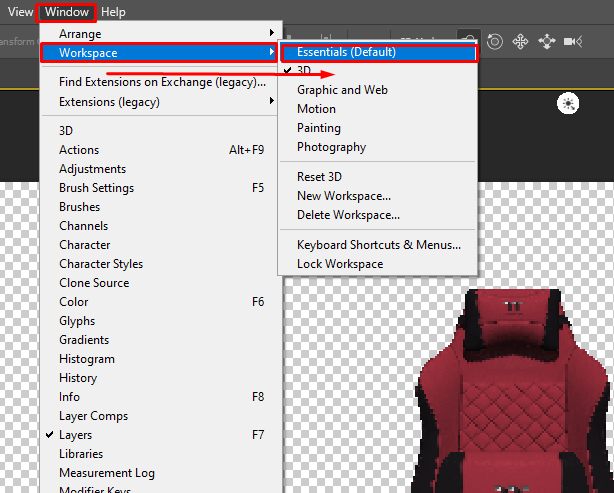 View Window Help
Transform C
Arrange
Workspace
Essentials (Default)
3D
Graphic and Web
Motion
Painting
Photography
Reset 3D
New Workspace...
Delete Workspace...
Keyboard Shortcuts & Menus...
Lock Workspace
Find Extensions on Exchange (legacy)...
Extensions (legacy)
3D
Actions Alt+F9
Adjustments
Brush Settings F5
Brushes
Channels
Character
Character Styles
Clone Source
Color F6
Glyphs
Gradients
Histogram
History
Info F8
Layer Comps
Layers F7
Libraries
Measurement Log
Modifier Keys